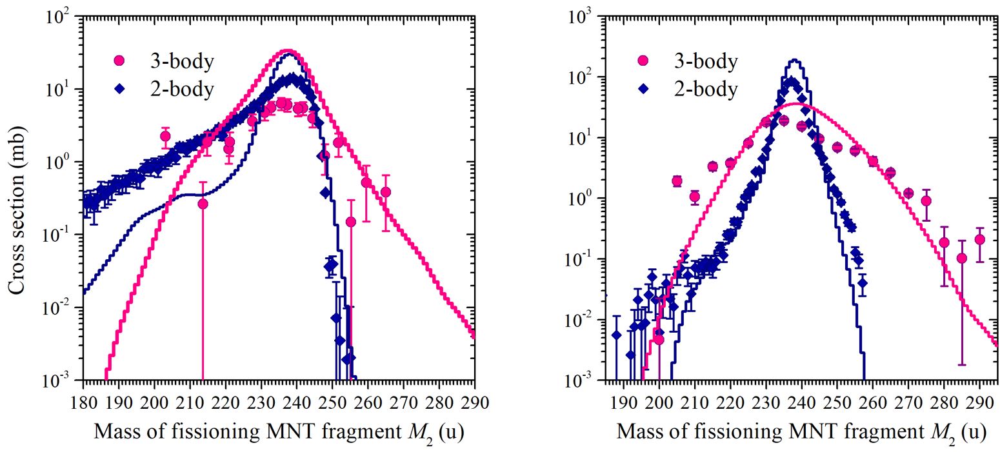 10^2
10^1
10^0
10^-1
10^-2
10^-3
Cross section (mb)
3-body
2-body
180 190 200 210 220 230 240 250 260 270 280 290
Mass of fissioning MNT fragment M_2 (u)
10^3
10^2
10^1
10^0
10^-1
10^-2
10^-3
3-body
2-body
190 200 210 220 230 240 250 260 270 280 290
Mass of fissioning MNT fragment M_2 (u)